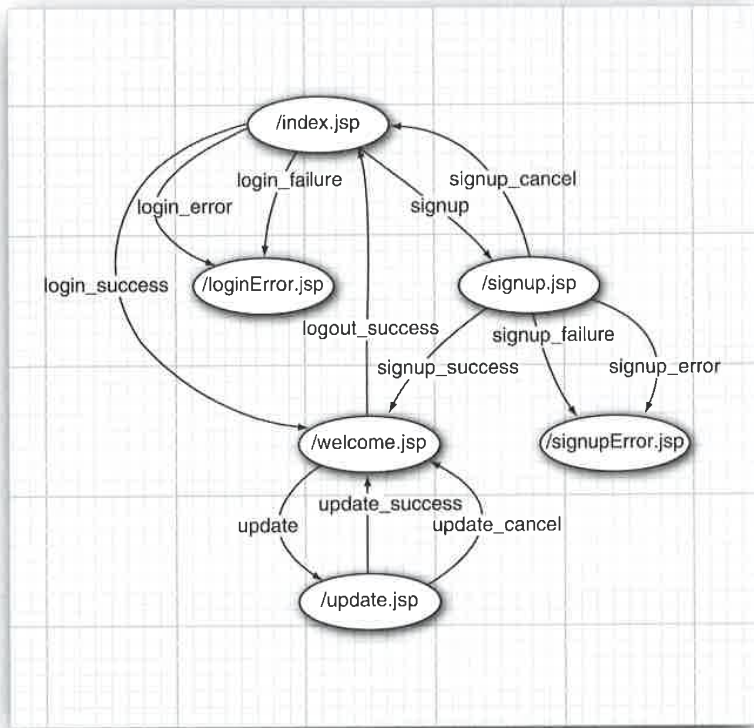 /index.jsp
login_failure
signup_cancel
login_error
signup
/loginError.jsp
/signup.jsp
login_success
logout_success
signup_failure
signup_success
signup_error
/welcome.jsp
/signupError.jsp
update_success
update
update_cancel
/update.jsp